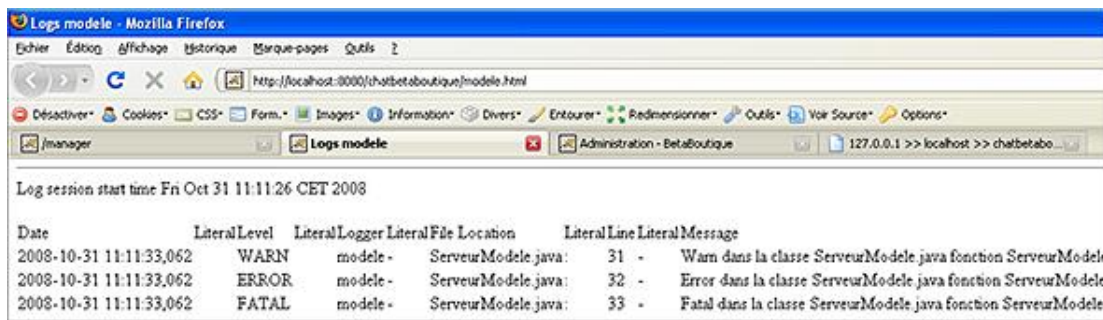 Logs modele - Mozilla Firefox
Fichier Édition Affichage Historique Marque-pages Outils ?
http://localhost:8080/chatbetaboutique/modele.html
Désactiver Cookies CSS Form. Images Information Divers Entourer Redimensionner Outils Voir Source Options
/manager Logs modele Administration - BetaBoutique 127.0.0.1 >> localhost >> chatbetabo...
Log session start time Fri Oct 31 11:11:26 CET 2008
Date Literal Level Literal Logger Literal File Location Literal Line Literal Message
2008-10-31 11:11:33,062 WARN modele - ServeurModele.java: 31 - Warn dans la classe ServeurModele.java fonction ServeurModele
2008-10-31 11:11:33,062 ERROR modele - ServeurModele.java: 32 - Error dans la classe ServeurModele.java fonction ServeurModele
2008-10-31 11:11:33,062 FATAL modele - ServeurModele.java: 33 - Fatal dans la classe ServeurModele.java fonction ServeurModele